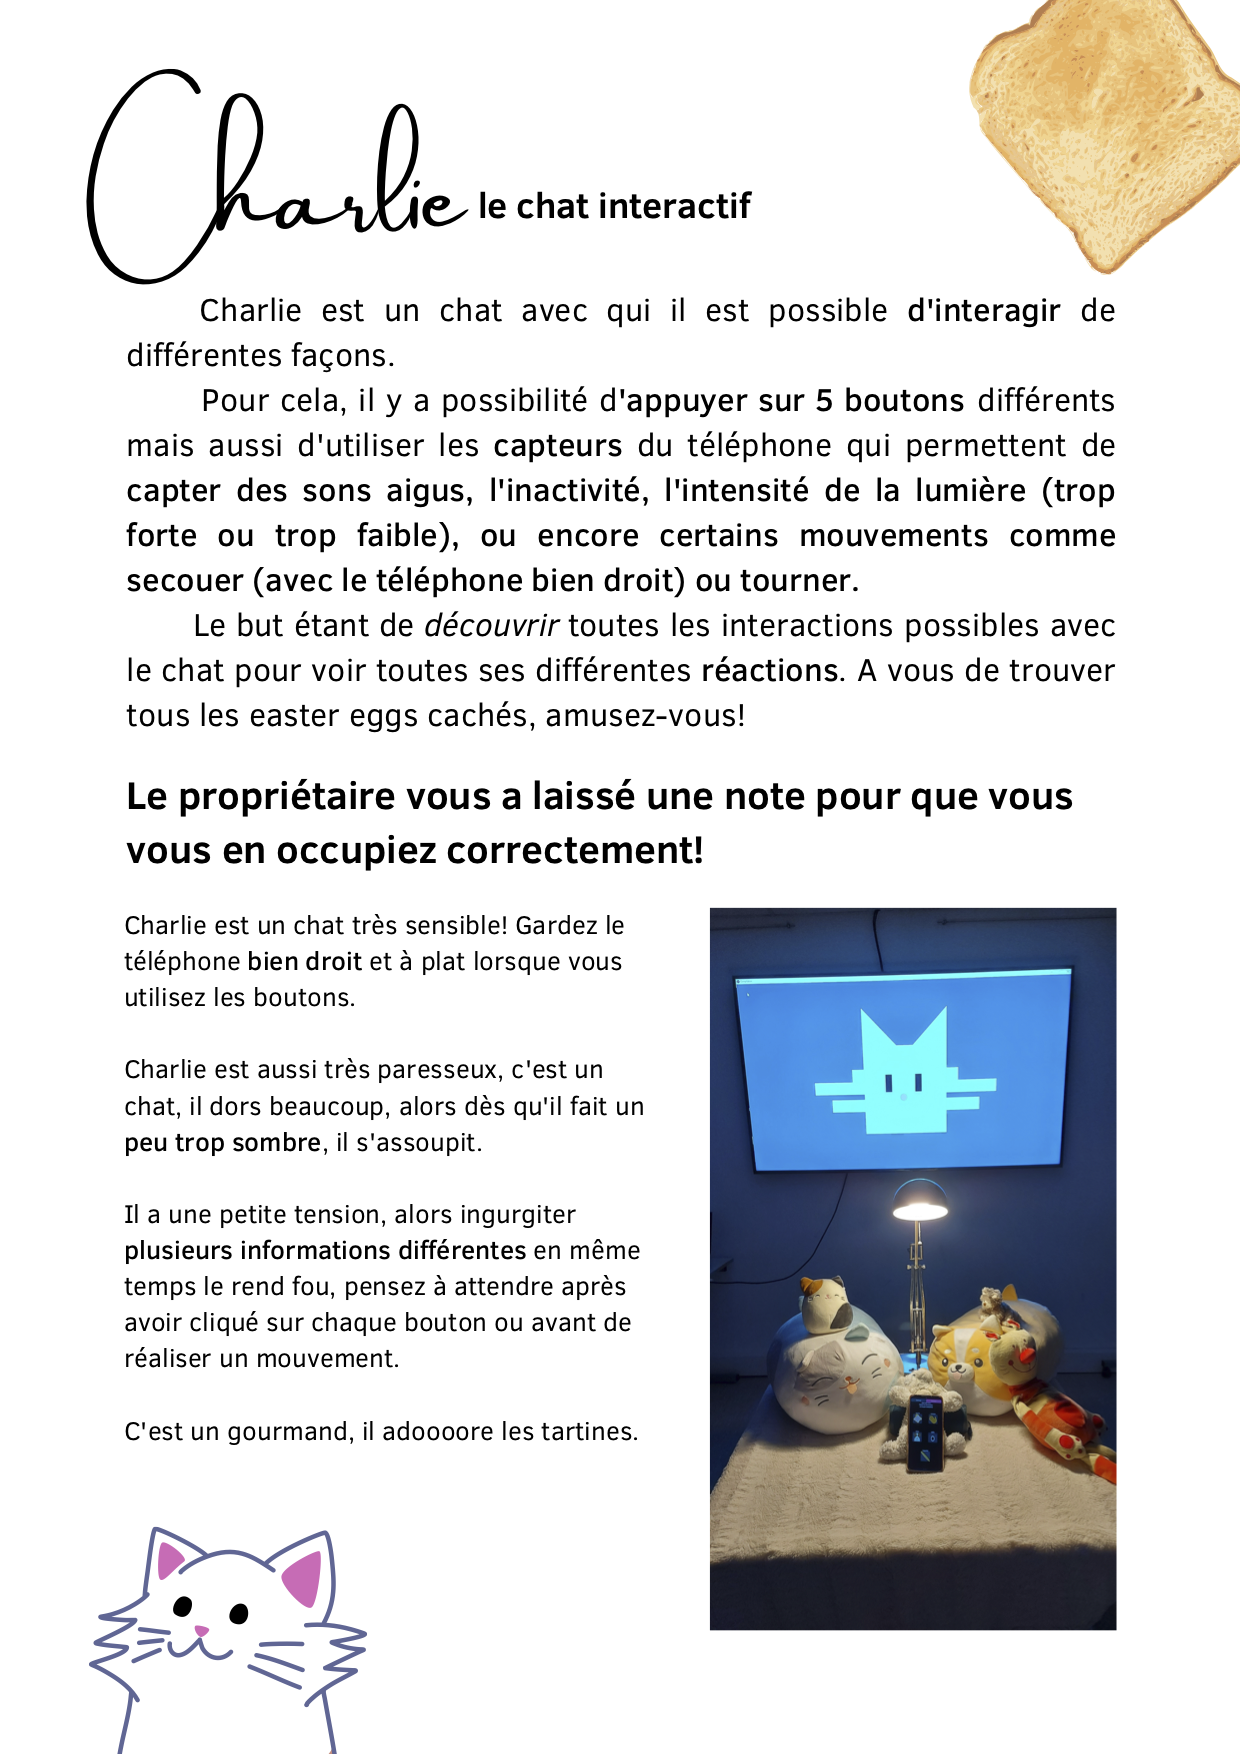 Charlie le chat interactif
Charlie est un chat avec qui il est possible d'interagir de
différentes façons.
Pour cela, il y a possibilité d'appuyer sur 5 boutons différents
mais aussi d'utiliser les capteurs du téléphone qui permettent de
capter des sons aigus, l'inactivité, l'intensité de la lumière (trop
forte ou trop faible), ou encore certains mouvements comme
secouer (avec le téléphone bien droit) ou tourner.
Le but étant de découvrir toutes les interactions possibles avec
le chat pour voir toutes ses différentes réactions. A vous de trouver
tous les easter eggs cachés, amusez-vous!
Le propriétaire vous a laissé une note pour que vous
vous en occupiez correctement!
Charlie est un chat très sensible! Gardez le
téléphone bien droit et à plat lorsque vous
utilisez les boutons.
Charlie est aussi très paresseux, c'est un
chat, il dors beaucoup, alors dès qu'il fait un
peu trop sombre, il s'assoupit.
Il a une petite tension, alors ingurgiter
plusieurs informations différentes en même
temps le rend fou, pensez à attendre après
avoir cliqué sur chaque bouton ou avant de
réaliser un mouvement.
C'est un gourmand, il adoooore les tartines.